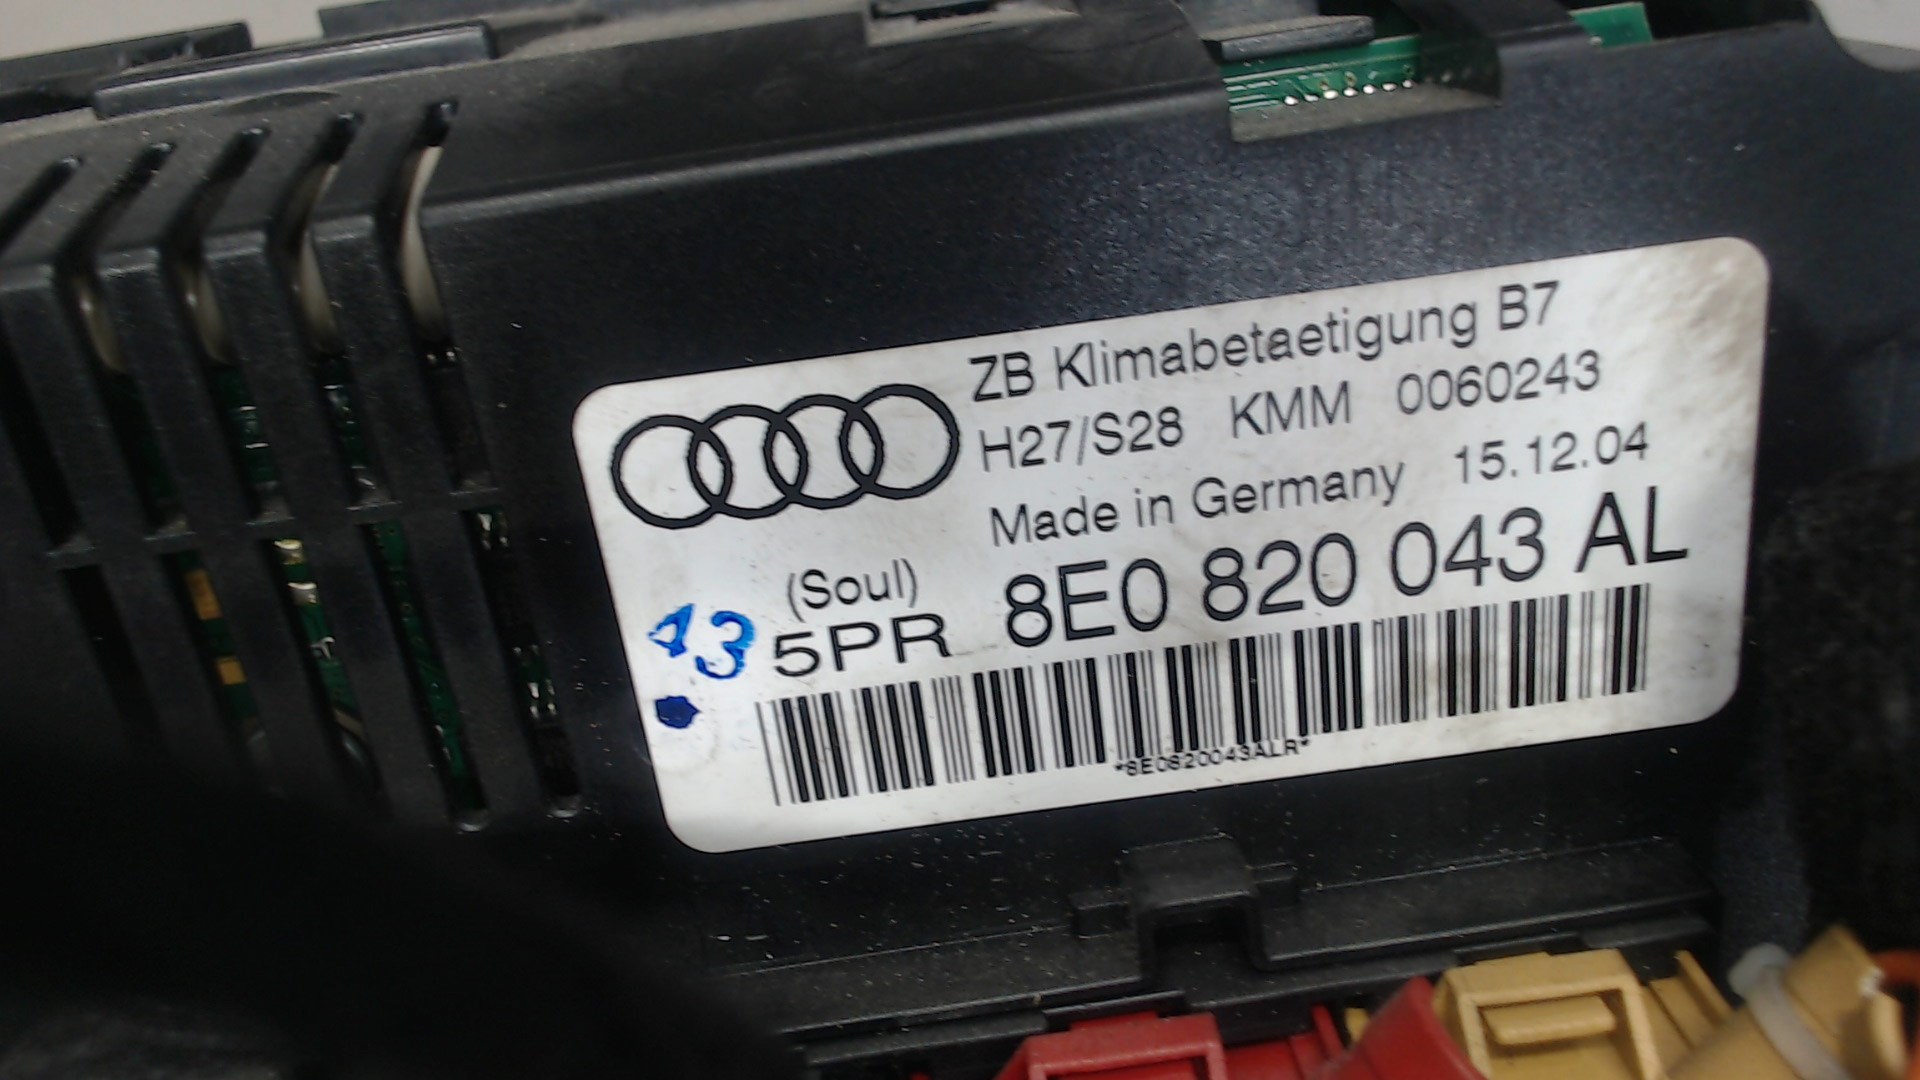 ZB Klimabetaetigung B7
H27/S28 KMM 0060243
Made in Germany 15.12.04
(Soul)
43 5PR 8E0 820 043 AL
*8E0820043ALR*